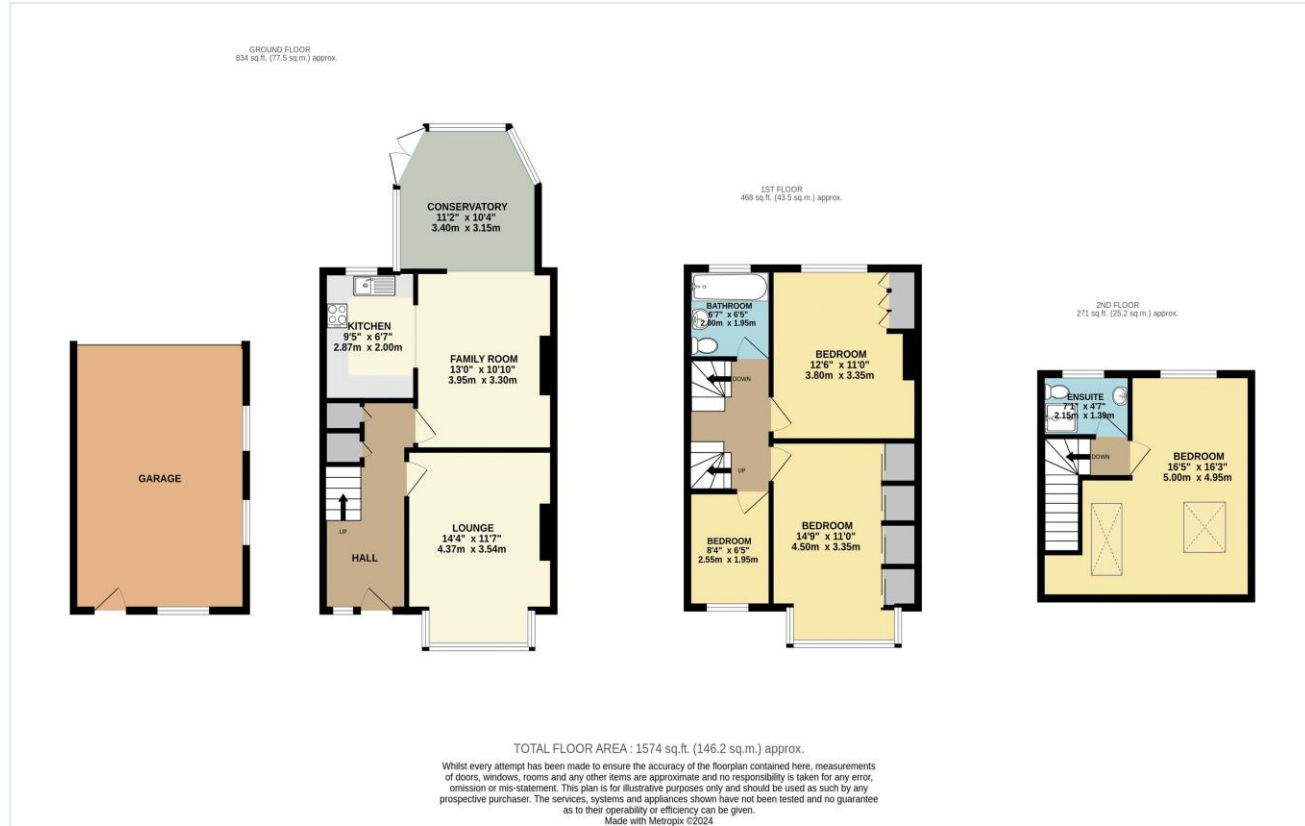 GROUND FLOOR
834 sq.ft. (77.5 sq.m.) approx.
CONSERVATORY
11'2" x 10'4"
3.40m x 3.15m
KITCHEN
9'5" x 6'7"
2.87m x 2.00m
FAMILY ROOM
13'0" x 10'10"
3.95m x 3.30m
GARAGE
UP
HALL
LOUNGE
14'4" x 11'7"
4.37m x 3.54m
1ST FLOOR
468 sq.ft. (43.5 sq.m.) approx.
BATHROOM
6'7" x 6'5"
2.00m x 1.95m
BEDROOM
12'6" x 11'0"
3.80m x 3.35m
DOWN
UP
BEDROOM
8'4" x 6'5"
2.55m x 1.95m
BEDROOM
14'9" x 11'0"
4.50m x 3.35m
2ND FLOOR
271 sq.ft. (25.2 sq.m.) approx.
ENSUITE
7'1" x 4'7"
2.15m x 1.39m
DOWN
BEDROOM
16'5" x 16'3"
5.00m x 4.95m
TOTAL FLOOR AREA : 1574 sq.ft. (146.2 sq.m.) approx.
Whilst every attempt has been made to ensure the accuracy of the floorplan contained here, measurements
of doors, windows, rooms and any other items are approximate and no responsibility is taken for any error,
omission or mis-statement. This plan is for illustrative purposes only and should be used as such by any
prospective purchaser. The services, systems and appliances shown have not been tested and no guarantee
as to their operability or efficiency can be given.
Made with Metropix ©2024